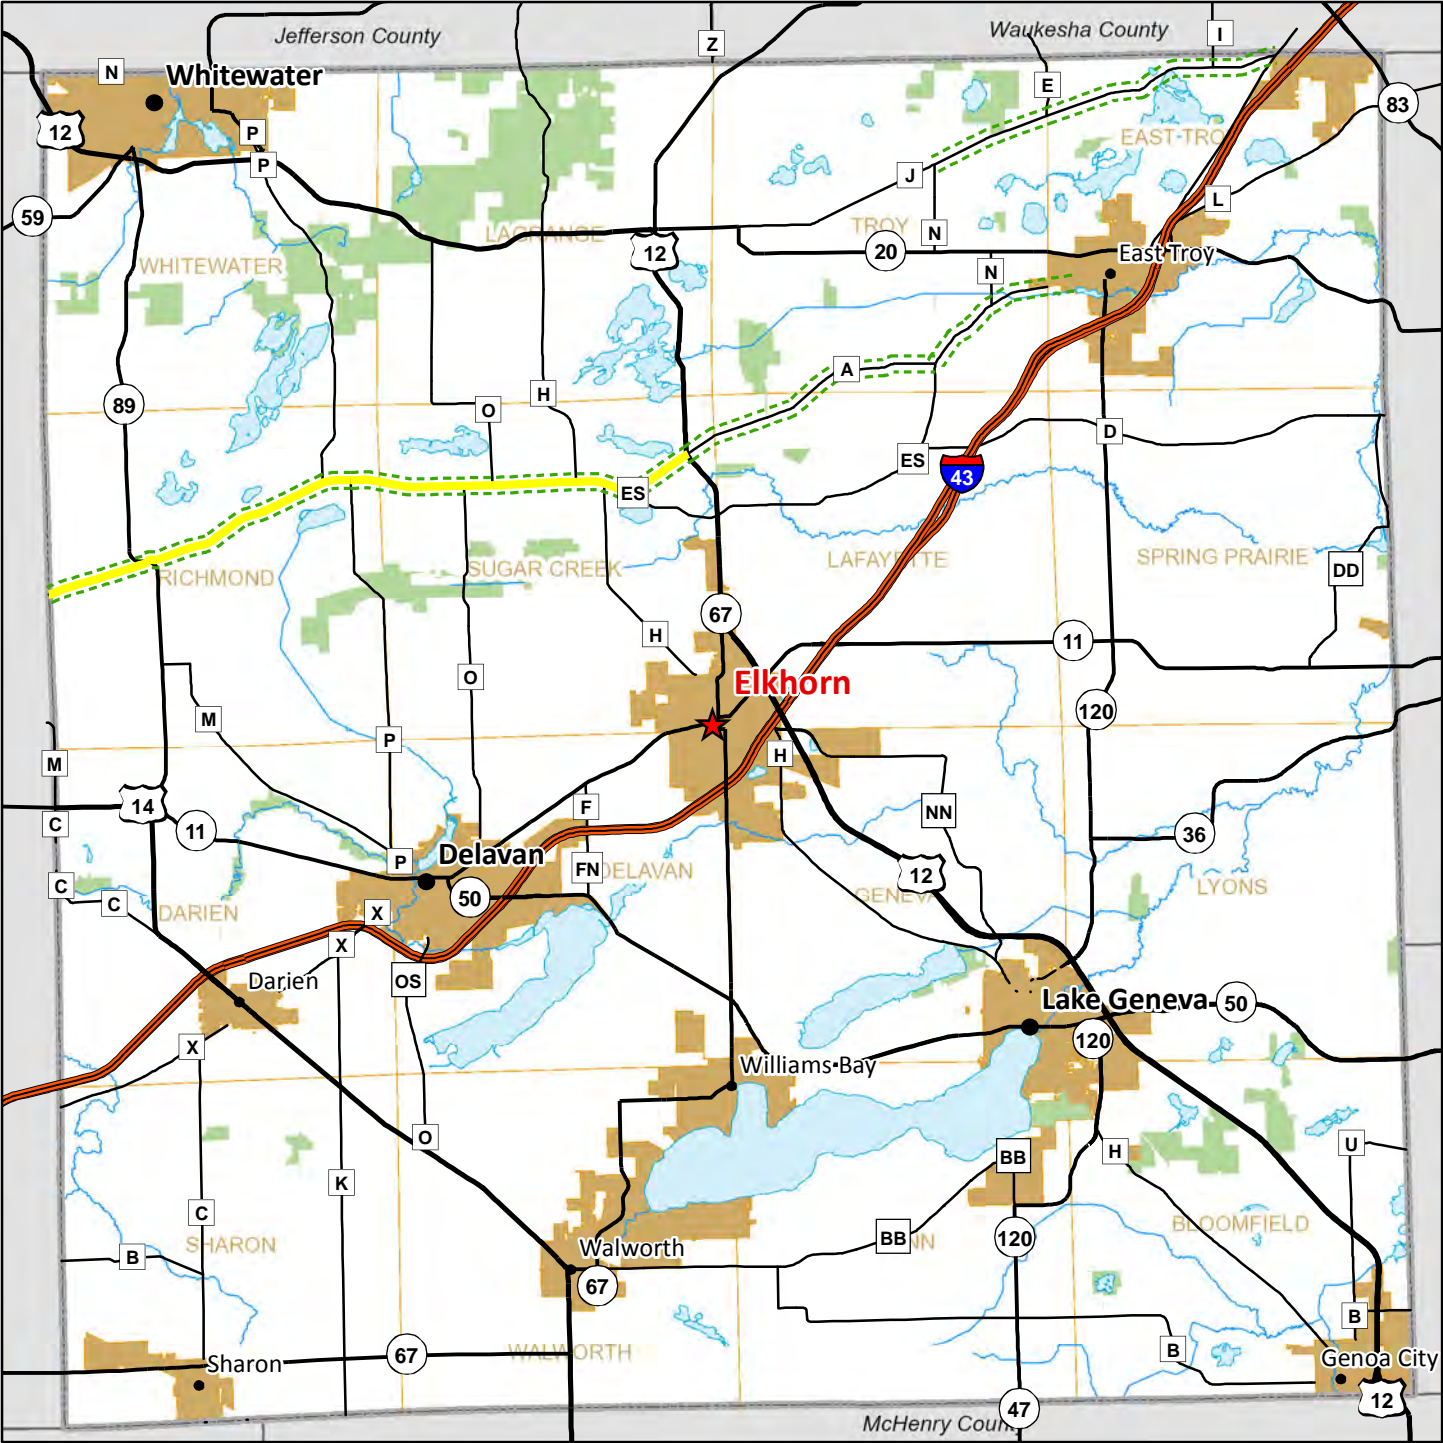 Jefferson County
Waukesha County
I
Z
N
Whitewater
E
83
12
P
P
EAST TRO
J
L
59
TROY
N
LAGRANGE
12
20
East Troy
WHITEWATER
N
A
H
89
O
D
ES
43
ES
RICHMOND
SUGAR CREEK
LAFAYETTE
SPRING PRAIRIE
DD
67
H
11
O
Elkhorn
M
120
P
H
M
14
F
NN
C
11
36
P
Delavan
FN
DELAVAN
12
C
50
GENEVA
LYONS
C
DARIEN
X
X
OS
Darien
Lake Geneva
50
X
120
Williams Bay
O
BB
H
U
K
C
BLOOMFIELD
SHARON
BB
NN
120
B
Walworth
67
B
WALWORTH
B
Sharon
67
Genoa City
12
47
McHenry Coun